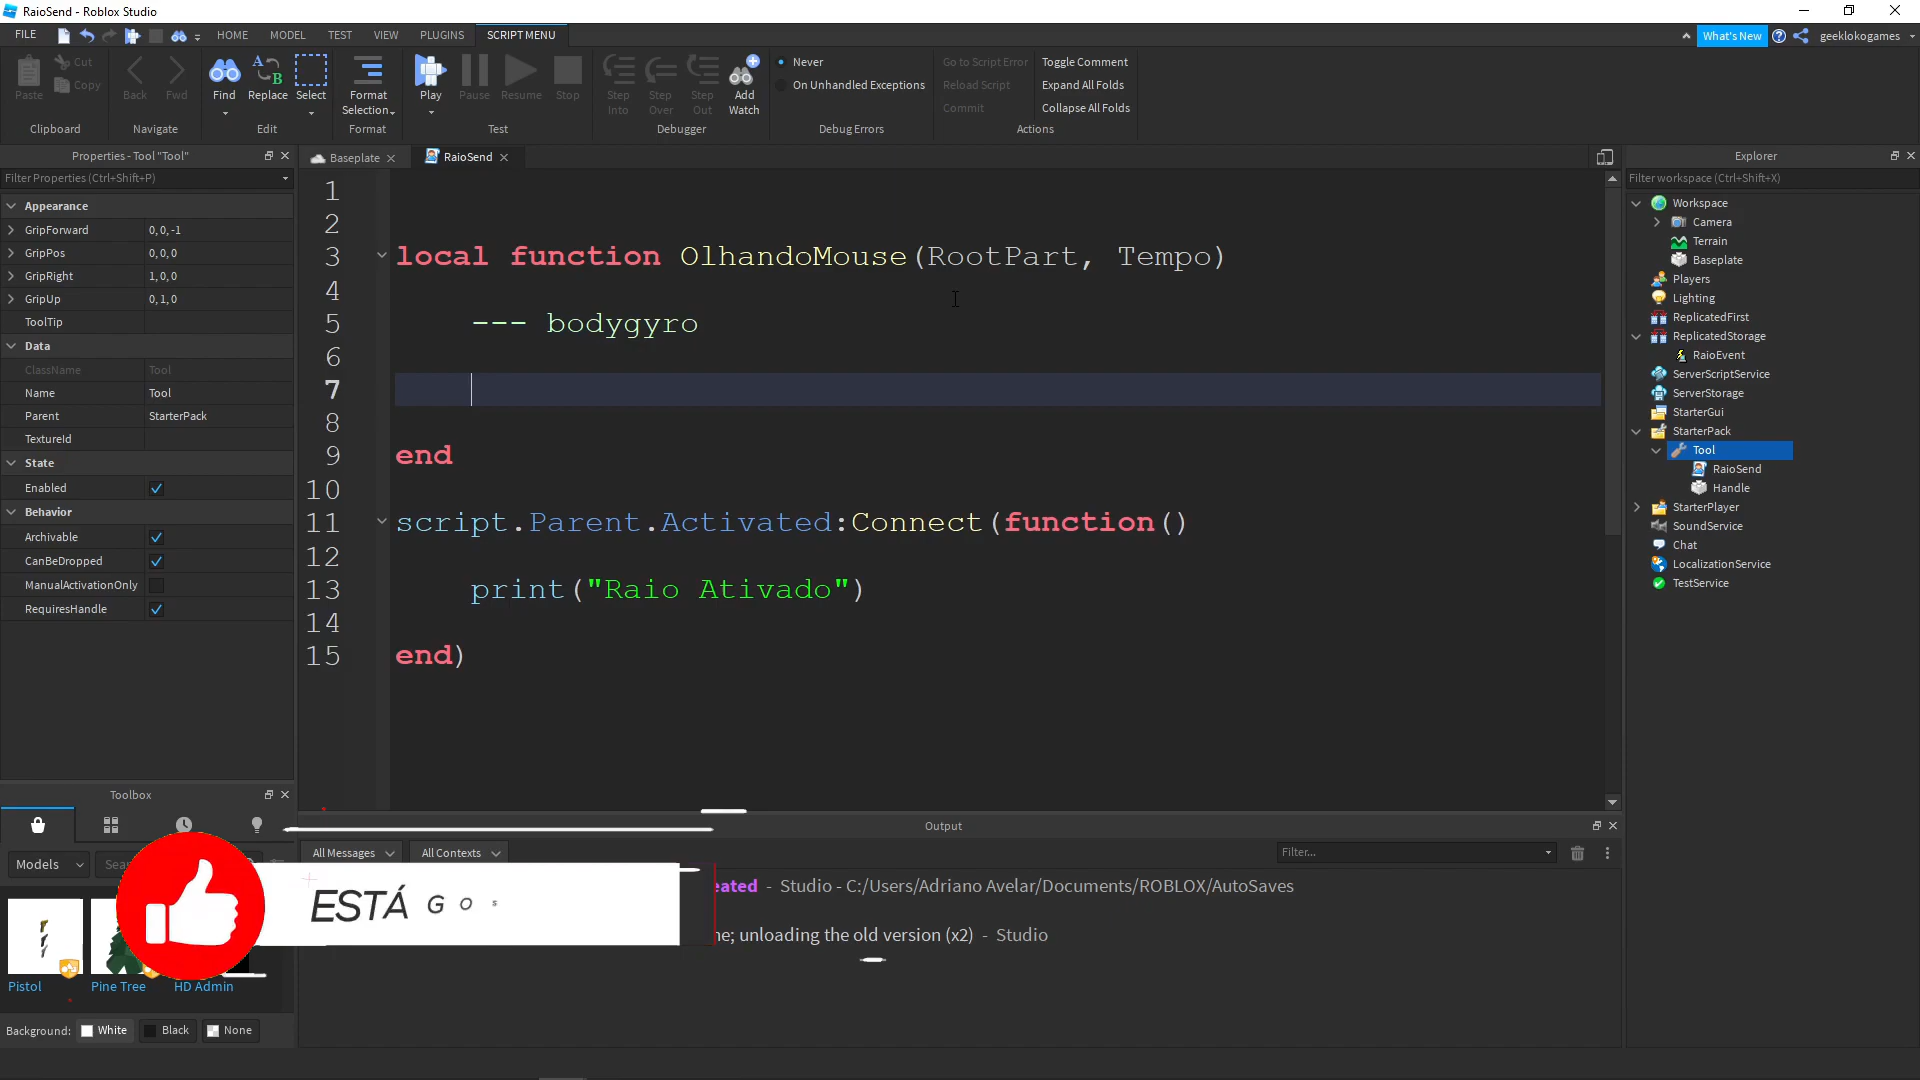 RaioSend - Roblox Studio
FILE HOME MODEL TEST VIEW PLUGINS SCRIPT MENU What's New geeklokogames
Paste Cut Copy Back Fwd Find Replace Select Format Selection Play Pause Resume Stop Step Into Step Over Step Out Add Watch
Never
On Unhandled Exceptions
Go to Script Error
Reload Script
Commit
Toggle Comment
Expand All Folds
Collapse All Folds
Clipboard Navigate Edit Format Test Debugger Debug Errors Actions
Properties - Tool "Tool"
Filter Properties (Ctrl+Shift+P)
Appearance
GripForward 0, 0, -1
GripPos 0, 0, 0
GripRight 1, 0, 0
GripUp 0, 1, 0
ToolTip
Data
ClassName Tool
Name Tool
Parent StarterPack
TextureId
State
Enabled
Behavior
Archivable
CanBeDropped
ManualActivationOnly
RequiresHandle
Toolbox
Models
Pistol Pine Tree HD Admin
Background: White Black None
Baseplate RaioSend
1
2
3 local function OlhandoMouse(RootPart, Tempo)
4
5 --- bodygyro
6
7
8
9 end
10
11 script.Parent.Activated:Connect(function()
12
13 print("Raio Ativado")
14
15 end)
Output
All Messages All Contexts Filter...
eated - Studio - C:/Users/Adriano Avelar/Documents/ROBLOX/AutoSaves
ne; unloading the old version (x2) - Studio
ESTÁ G O S
Explorer
Filter workspace (Ctrl+Shift+X)
Workspace
Camera
Terrain
Baseplate
Players
Lighting
ReplicatedFirst
ReplicatedStorage
RaioEvent
ServerScriptService
ServerStorage
StarterGui
StarterPack
Tool
RaioSend
Handle
StarterPlayer
SoundService
Chat
LocalizationService
TestService